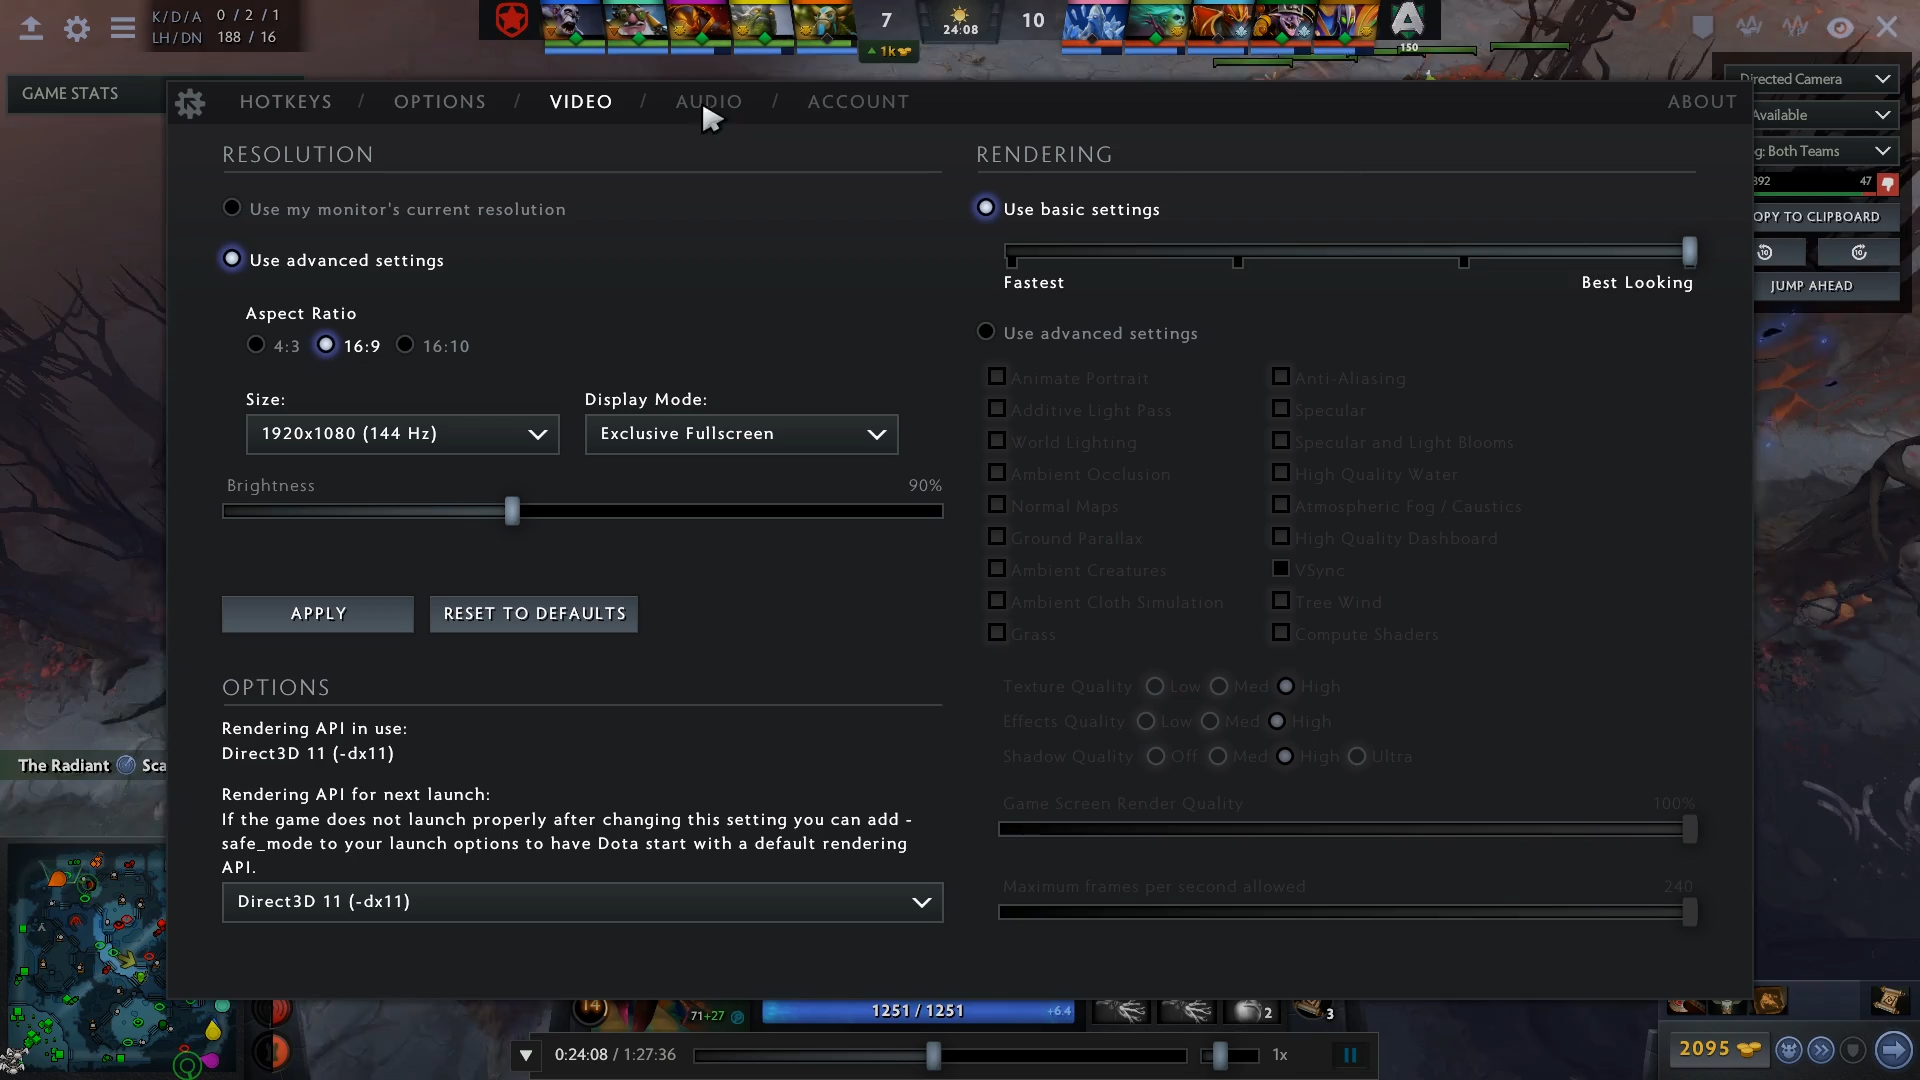 K/D/A 0 / 2 / 1
LH/DN 188 / 16
7
24:08
10
1k
150
GAME STATS
HOTKEYS / OPTIONS / VIDEO / AUDIO / ACCOUNT
ABOUT
Directed Camera
Available
g: Both Teams
392
47
OPY TO CLIPBOARD
10
10
JUMP AHEAD
RESOLUTION
Use my monitor's current resolution
Use advanced settings
Aspect Ratio
4:3 16:9 16:10
Size:
Display Mode:
1920x1080 (144 Hz)
Exclusive Fullscreen
Brightness
90%
APPLY
RESET TO DEFAULTS
OPTIONS
Rendering API in use:
Direct3D 11 (-dx11)
Rendering API for next launch:
If the game does not launch properly after changing this setting you can add -
safe_mode to your launch options to have Dota start with a default rendering
API.
Direct3D 11 (-dx11)
RENDERING
Use basic settings
Fastest
Best Looking
Use advanced settings
Animate Portrait
Additive Light Pass
World Lighting
Ambient Occlusion
Normal Maps
Ground Parallax
Ambient Creatures
Ambient Cloth Simulation
Grass
Anti-Aliasing
Specular
Specular and Light Blooms
High Quality Water
Atmospheric Fog / Caustics
High Quality Dashboard
VSync
Tree Wind
Compute Shaders
Texture Quality Low Med High
Effects Quality Low Med High
Shadow Quality Off Med High Ultra
Game Screen Render Quality
100%
Maximum frames per second allowed
240
The Radiant Sca
14
71+27
1251 / 1251
+6.4
2
3
0:24:08 / 1:27:36
1x
2095